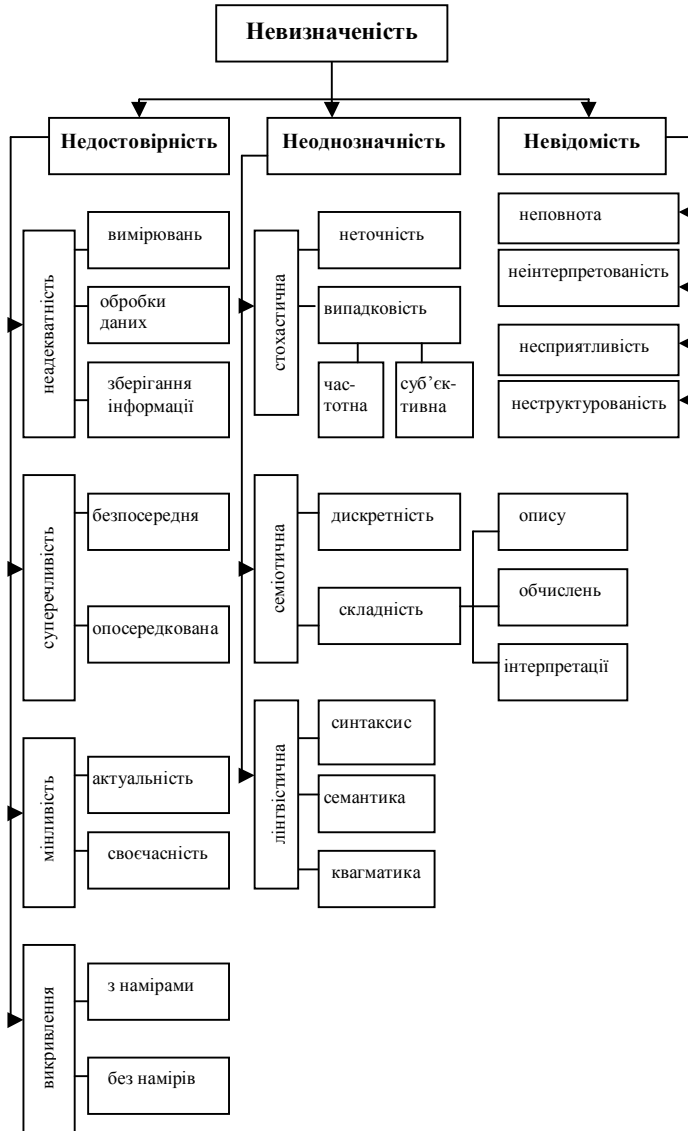 Невизначеність
Недостовірність
Неоднозначність
Невідомість
неадекватність
вимірювань
обробки
даних
зберігання
інформації
суперечливість
безпосередня
опосередкована
мінливість
актуальність
своєчасність
викривлення
з намірами
без намірів
стохастична
неточність
випадковість
час-
тотна
суб’єк-
тивна
семіотична
дискретність
складність
опису
обчислень
інтерпретації
лінгвістична
синтаксис
семантика
квагматика
неповнота
неінтерпретованість
несприятливість
неструктурованість